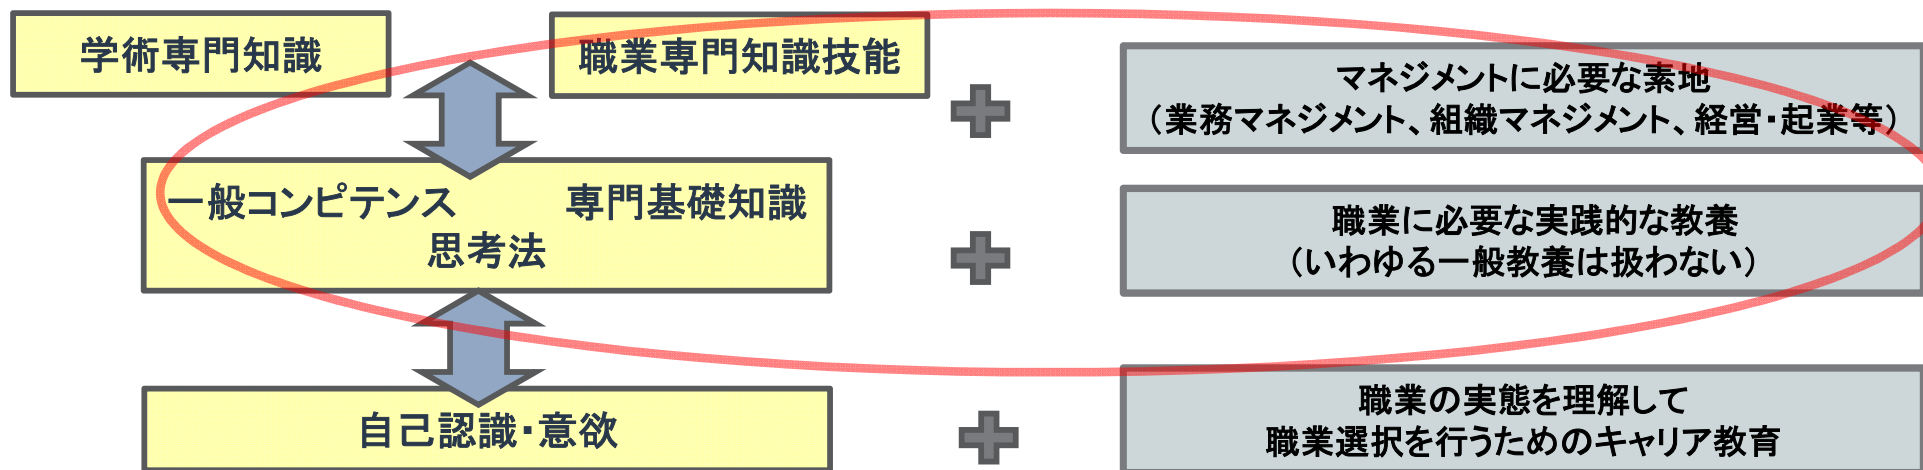 学術専門知識
職業専門知識技能
マネジメントに必要な素地
（業務マネジメント、組織マネジメント、経営・起業等）
一般コンピテンス　専門基礎知識
思考法
職業に必要な実践的な教養
（いわゆる一般教養は扱わない）
自己認識・意欲
職業の実態を理解して
職業選択を行うためのキャリア教育